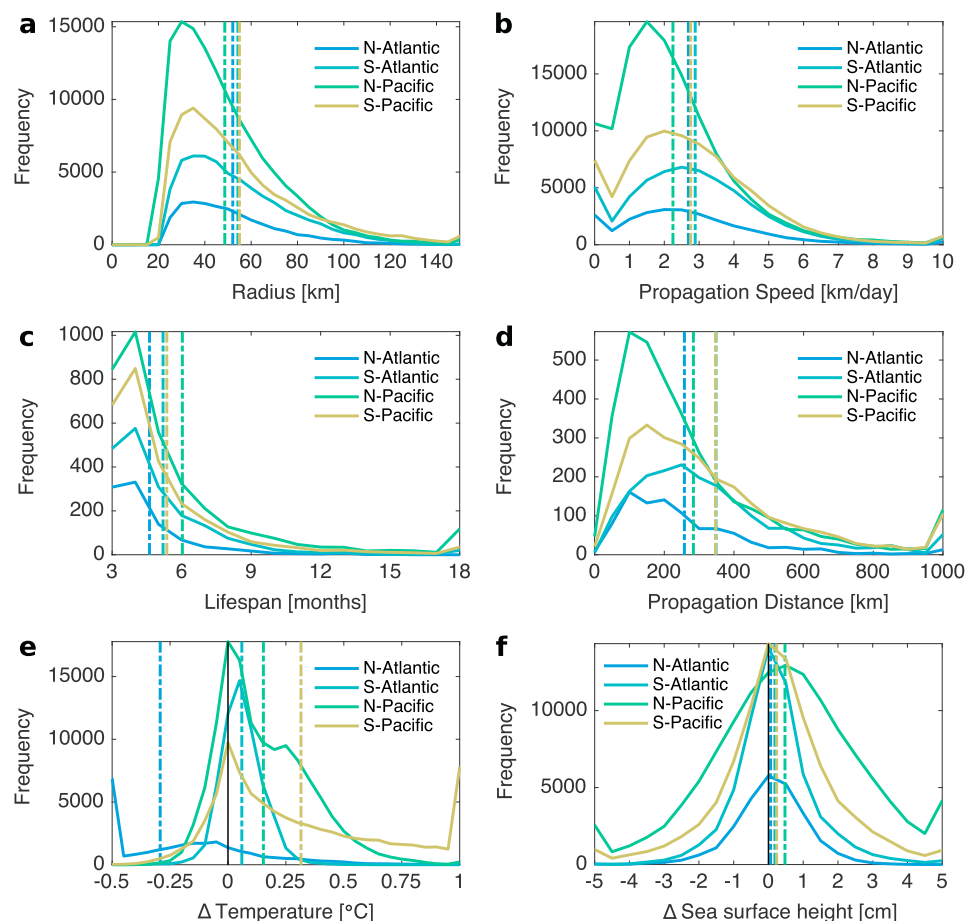 a
15000
10000
5000
0
Frequency
N-Atlantic
S-Atlantic
N-Pacific
S-Pacific
0 20 40 60 80 100 120 140
Radius [km]
b
15000
10000
5000
0
Frequency
N-Atlantic
S-Atlantic
N-Pacific
S-Pacific
0 1 2 3 4 5 6 7 8 9 10
Propagation Speed [km/day]
c
1000
800
600
400
200
0
Frequency
N-Atlantic
S-Atlantic
N-Pacific
S-Pacific
3 6 9 12 15 18
Lifespan [months]
d
500
400
300
200
100
0
Frequency
N-Atlantic
S-Atlantic
N-Pacific
S-Pacific
0 200 400 600 800 1000
Propagation Distance [km]
e
15000
10000
5000
0
Frequency
N-Atlantic
S-Atlantic
N-Pacific
S-Pacific
-0.5 -0.25 0 0.25 0.5 0.75 1
Δ Temperature [°C]
f
10000
5000
0
Frequency
N-Atlantic
S-Atlantic
N-Pacific
S-Pacific
-5 -4 -3 -2 -1 0 1 2 3 4 5
Δ Sea surface height [cm]